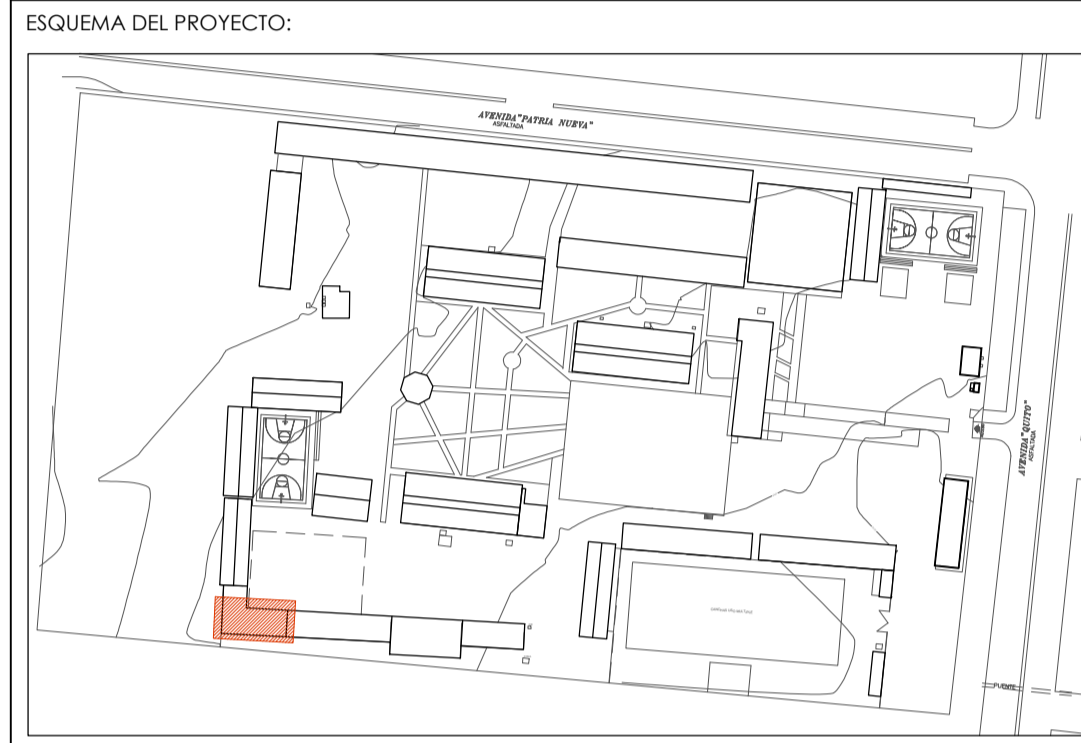 ESQUEMA DEL PROYECTO:
AVENIDA "PATRIA NUEVA"
ASFALTADA
AVENIDA "QUITO"
ASFALTADA
PUENTE